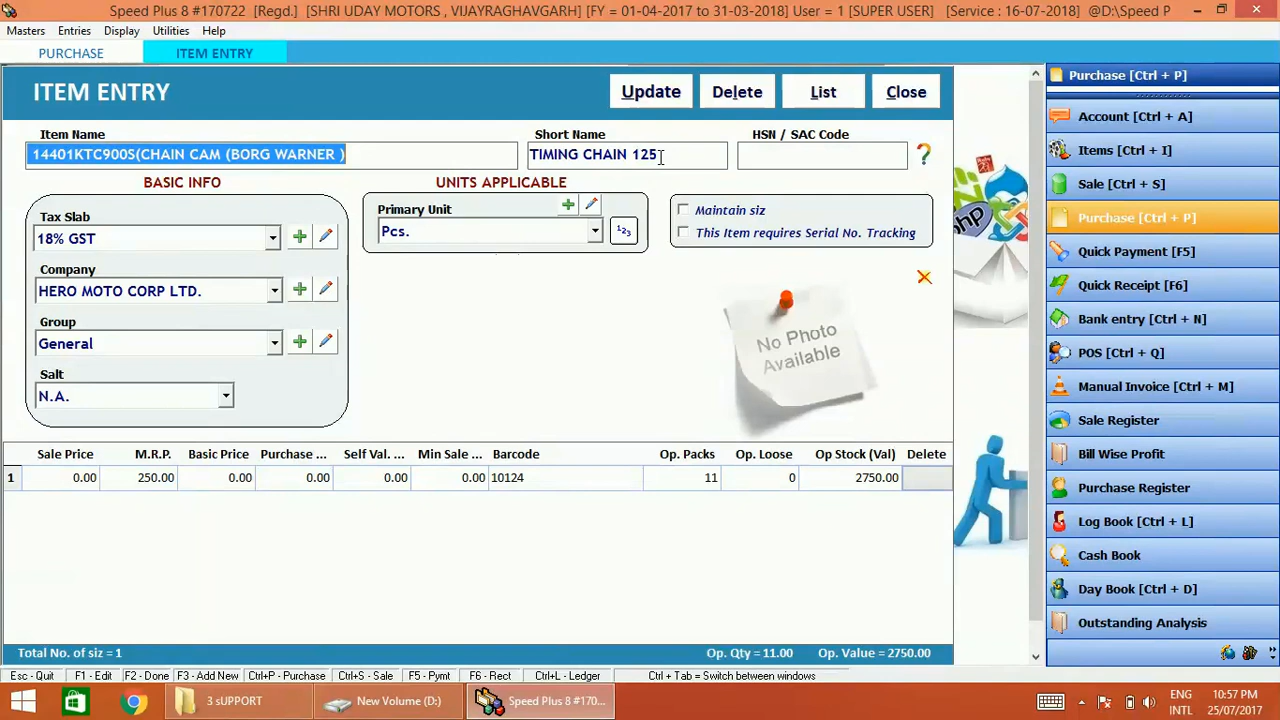 Speed Plus 8 #170722 [Regd.] [SHRI UDAY MOTORS , VIJAYRAGHAVGARH] [FY = 01-04-2017 to 31-03-2018] User = 1 [SUPER USER] [Service : 16-07-2018] @D:\Speed P
Masters Entries Display Utilities Help
PURCHASE ITEM ENTRY
ITEM ENTRY Update Delete List Close
Item Name Short Name HSN / SAC Code
14401KTC900S(CHAIN CAM (BORG WARNER ) TIMING CHAIN 125 ?
BASIC INFO UNITS APPLICABLE
Tax Slab
18% GST
Company
HERO MOTO CORP LTD.
Group
General
Salt
N.A.
Primary Unit
Pcs. 123
Maintain siz
This Item requires Serial No. Tracking
No Photo
Available
Sale Price M.R.P. Basic Price Purchase ... Self Val. ... Min Sale ... Barcode Op. Packs Op. Loose Op Stock (Val) Delete
1 0.00 250.00 0.00 0.00 0.00 0.00 10124 11 0 2750.00
Total No. of siz = 1 Op. Qty = 11.00 Op. Value = 2750.00
Esc - Quit F1 - Edit F2 - Done F3 - Add New Ctrl+P - Purchase Ctrl+S - Sale F5 - Pymt F6 - Rect Ctrl+L - Ledger Ctrl + Tab = Switch between windows
Purchase [Ctrl + P]
Account [Ctrl + A]
Items [Ctrl + I]
Sale [Ctrl + S]
Purchase [Ctrl + P]
Quick Payment [F5]
Quick Receipt [F6]
Bank entry [Ctrl + N]
POS [Ctrl + Q]
Manual Invoice [Ctrl + M]
Sale Register
Bill Wise Profit
Purchase Register
Log Book [Ctrl + L]
Cash Book
Day Book [Ctrl + D]
Outstanding Analysis
php
3 sUPPORT New Volume (D:) Speed Plus 8 #170...
ENG
INTL
10:57 PM
25/07/2017